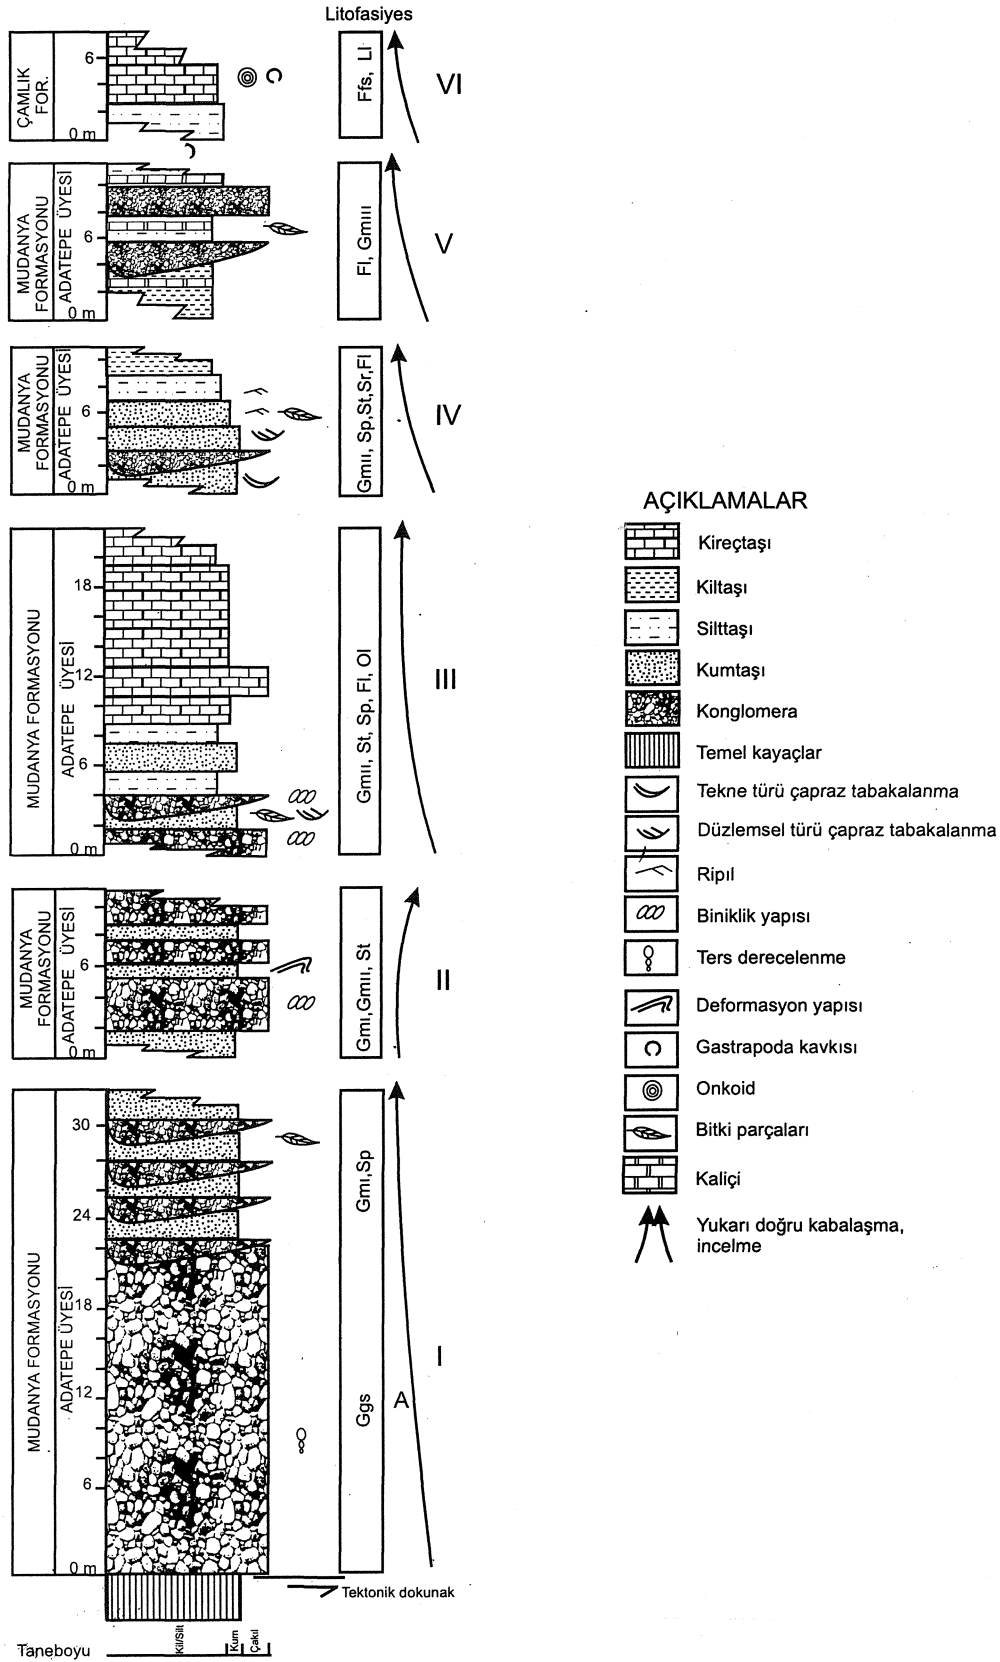 Litofasiyes
ÇAMLIK
FOR.
6
0 m
Ffs, Ll
VI
MUDANYA
FORMASYONU
ADATEPE ÜYESİ
6
0 m
Fl, Gmııı
V
MUDANYA
FORMASYONU
ADATEPE ÜYESİ
6
0 m
Gmıı, Sp,St,Sr,Fl
IV
MUDANYA FORMASYONU
ADATEPE ÜYESİ
18
12
6
0 m
Gmıı, St, Sp, Fl, Ol
III
MUDANYA
FORMASYONU
ADATEPE ÜYESİ
6
0 m
Gmı,Gmıı, St
II
MUDANYA FORMASYONU
ADATEPE ÜYESİ
30
24
18
12
6
0 m
Gmı,Sp
Ggs
A
I
Tektonik dokunak
Taneboyu
Kil/Silt
Kum
Çakıl
AÇIKLAMALAR
Kireçtaşı
Kiltaşı
Silttaşı
Kumtaşı
Konglomera
Temel kayaçlar
Tekne türü çapraz tabakalanma
Düzlemsel türü çapraz tabakalanma
Ripıl
Biniklik yapısı
Ters derecelenme
Deformasyon yapısı
Gastrapoda kavkısı
Onkoid
Bitki parçaları
Kaliçi
Yukarı doğru kabalaşma,
incelme